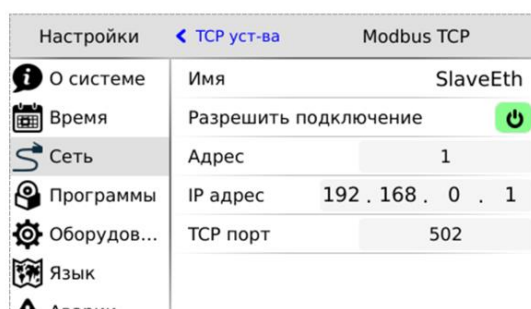 Настройки
TCP уст-ва
Modbus TCP
О системе
Имя
SlaveEth
Время
Разрешить подключение
Сеть
Адрес
1
Программы
IP адрес
192 . 168 . 0 . 1
Оборудов...
TCP порт
502
Язык